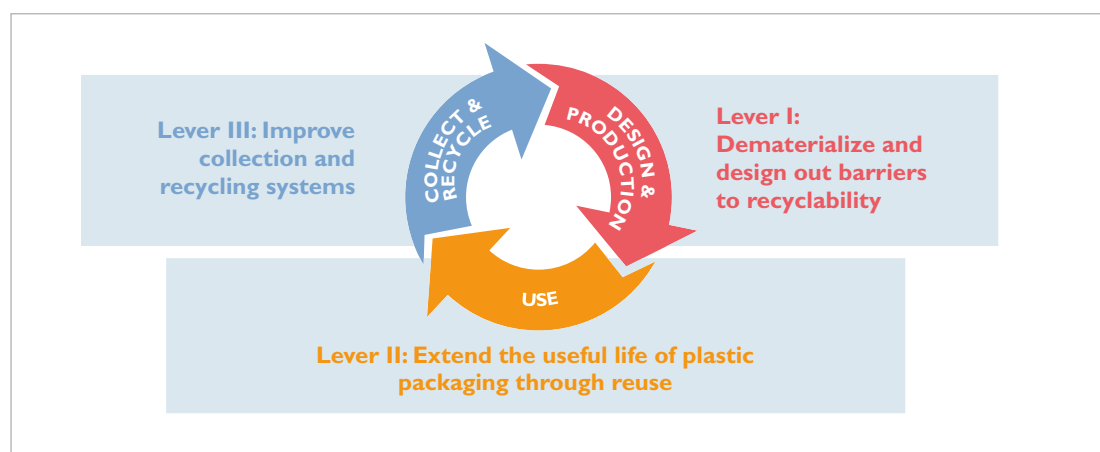 COLLECT &
RECYCLE
DESIGN &
PRODUCTION
USE
Lever III: Improve
collection and
recycling systems
Lever I:
Dematerialize and
design out barriers
to recyclability
Lever II: Extend the useful life of plastic
packaging through reuse